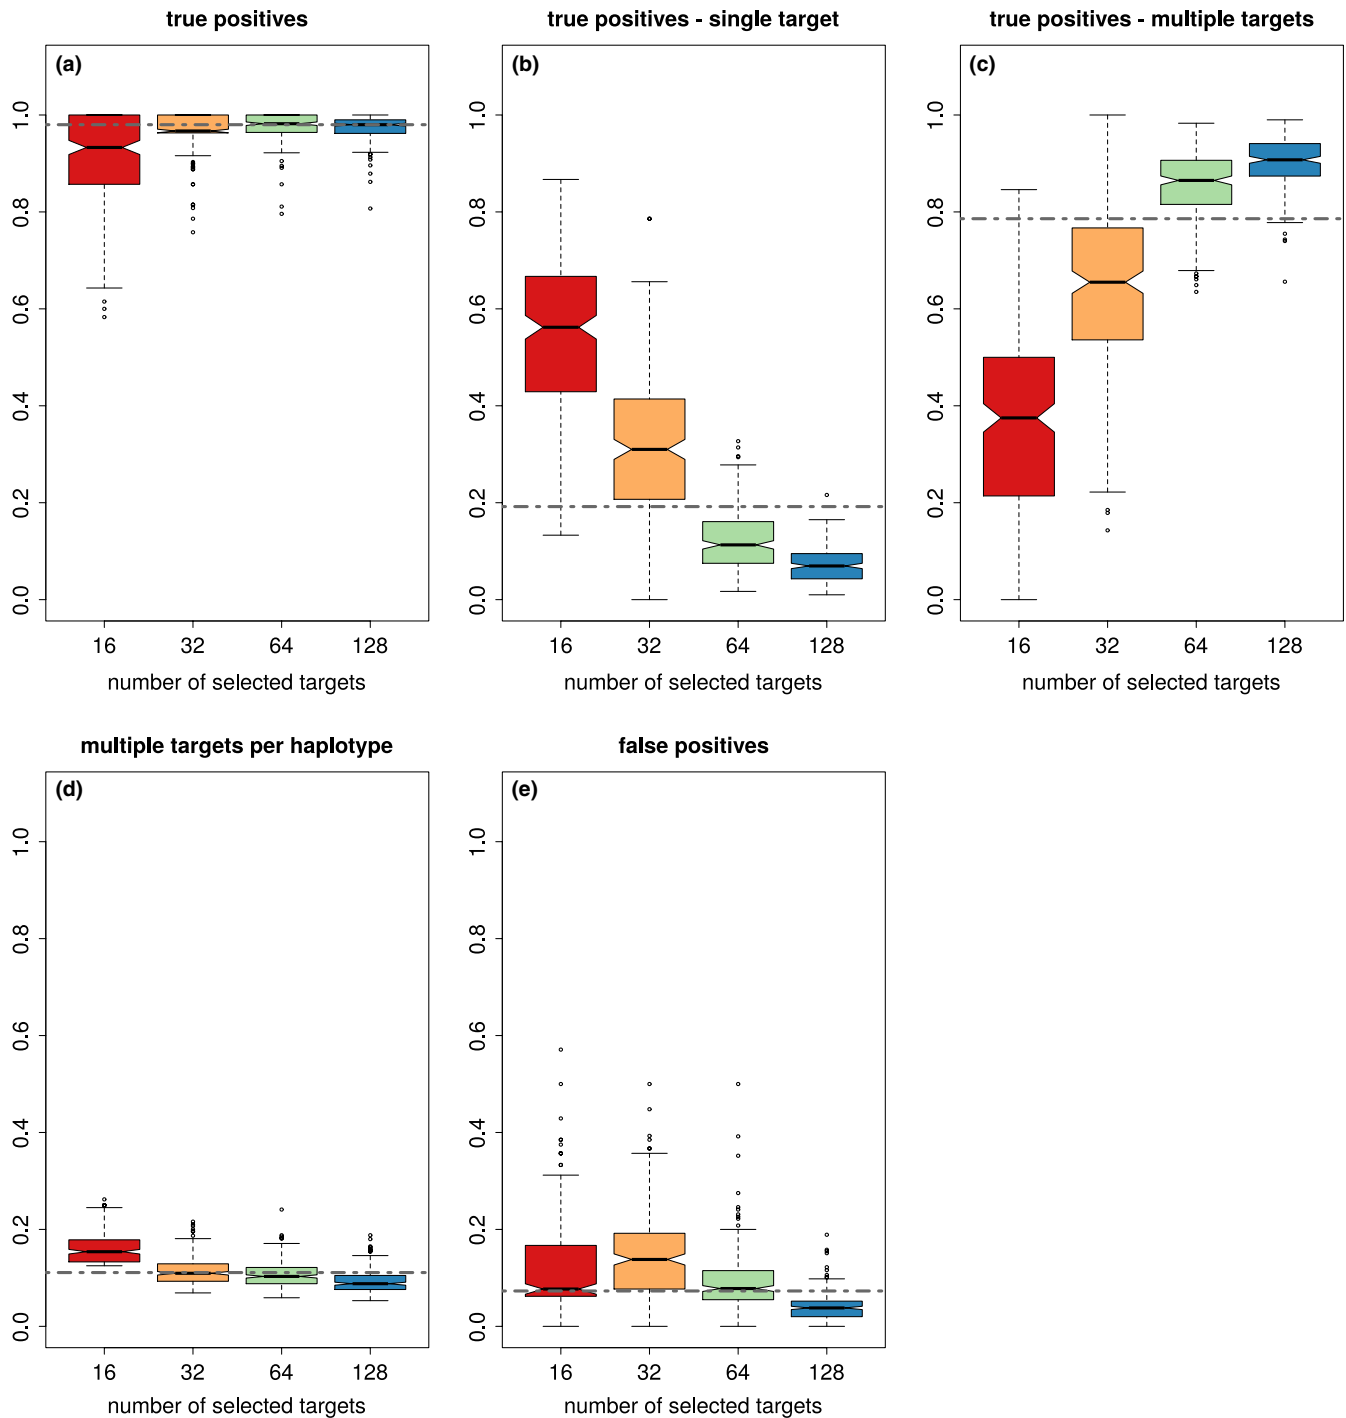 true positives
true positives - single target
true positives - multiple targets
(a)
(b)
(c)
0.0 0.2 0.4 0.6 0.8 1.0
0.0 0.2 0.4 0.6 0.8 1.0
0.0 0.2 0.4 0.6 0.8 1.0
16 32 64 128
16 32 64 128
16 32 64 128
number of selected targets
number of selected targets
number of selected targets
multiple targets per haplotype
false positives
(d)
(e)
0.0 0.2 0.4 0.6 0.8 1.0
0.0 0.2 0.4 0.6 0.8 1.0
16 32 64 128
16 32 64 128
number of selected targets
number of selected targets